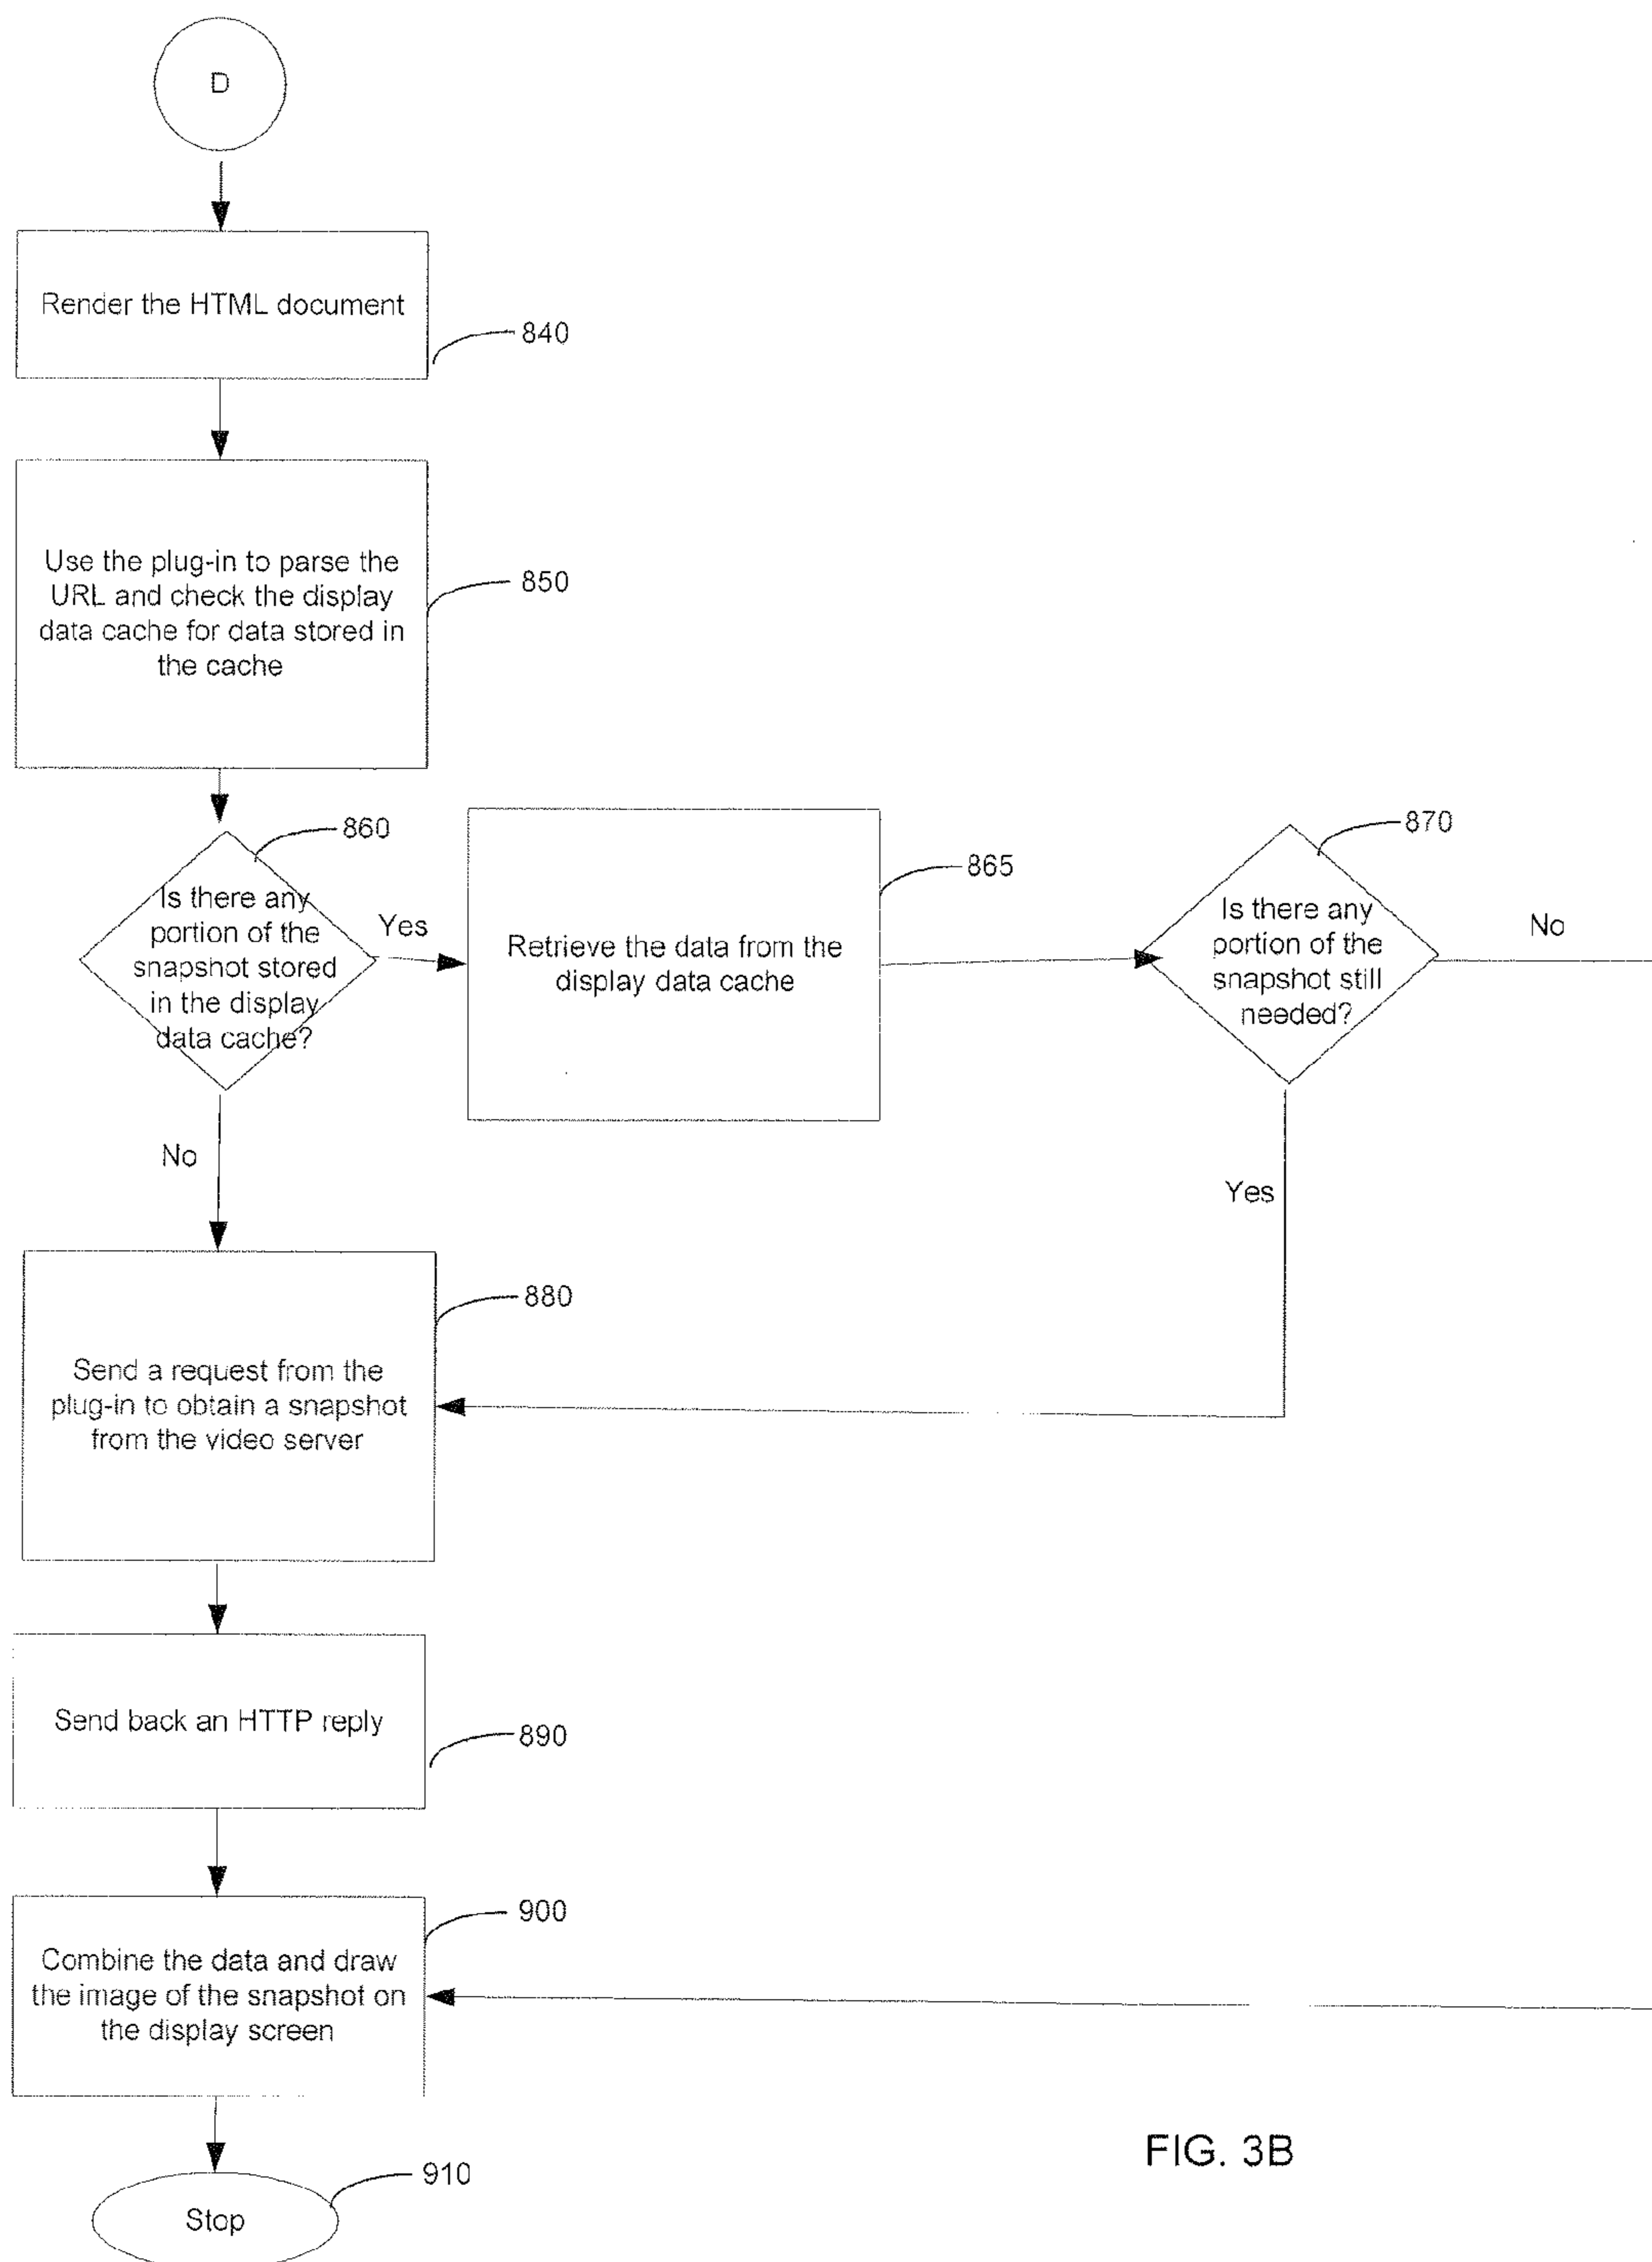 D
Render the HTML document
840
Use the plug-in to parse the
URL and check the display
data cache for data stored in
the cache
850
860
Is there any
portion of the
snapshot stored
in the display
data cache?
Yes
865
Retrieve the data from the
display data cache
870
Is there any
portion of the
snapshot still
needed?
No
No
Yes
880
Send a request from the
plug-in to obtain a snapshot
from the video server
Send back an HTTP reply
890
900
Combine the data and draw
the image of the snapshot on
the display screen
FIG. 3B
910
Stop